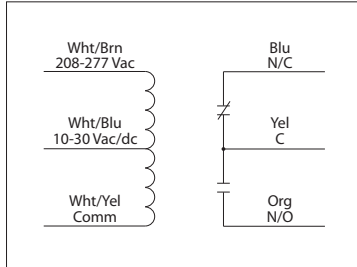 Wht/Brn
208-277 Vac
Wht/Blu
10-30 Vac/dc
Wht/Yel
Comm
Blu
N/C
Yel
C
Org
N/O